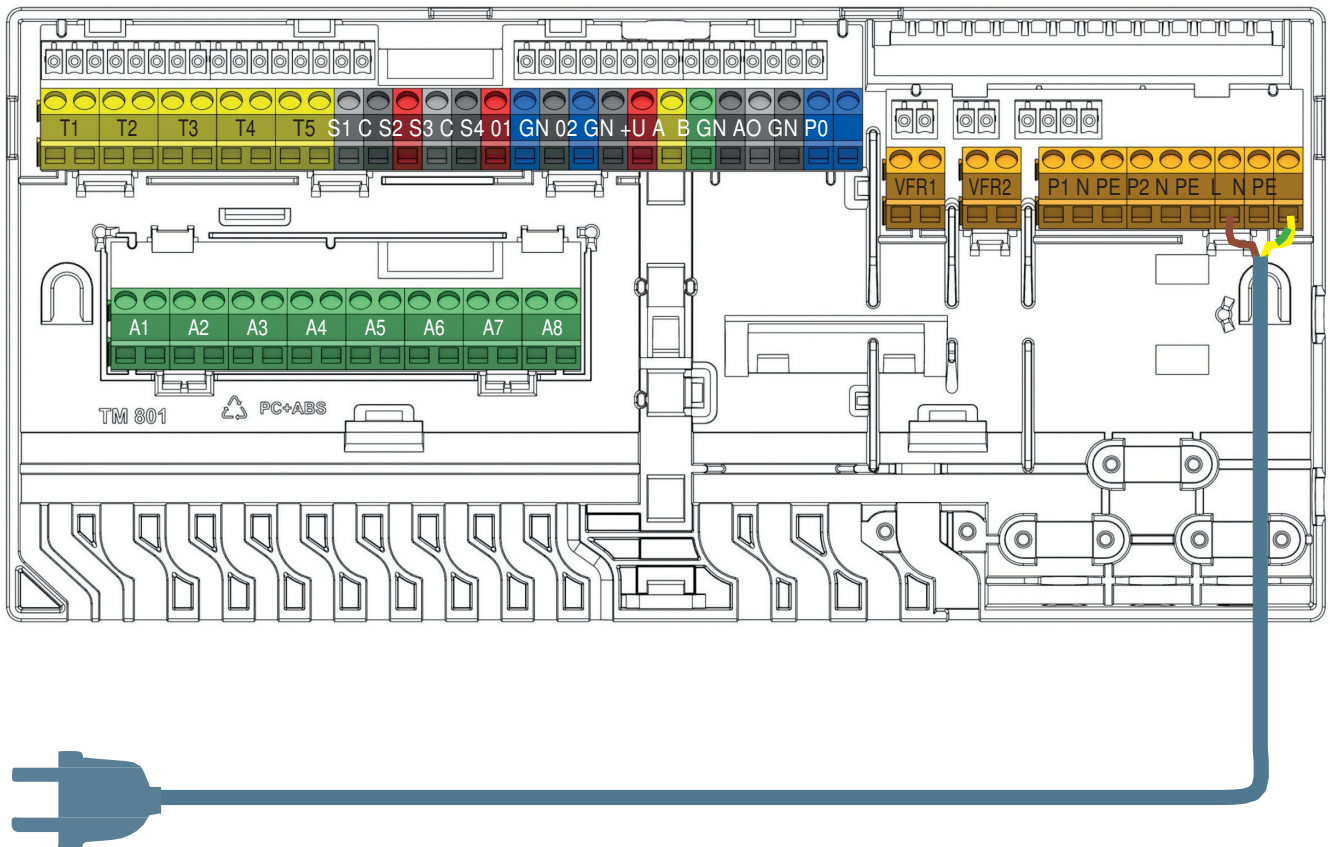 T1 T2 T3 T4 T5 S1 C S2 S3 C S4 01 GN 02 GN +U A B GN AO GN P0
VFR1 VFR2 P1 N PE P2 N PE L N PE
A1 A2 A3 A4 A5 A6 A7 A8
TM 801 PC+ABS